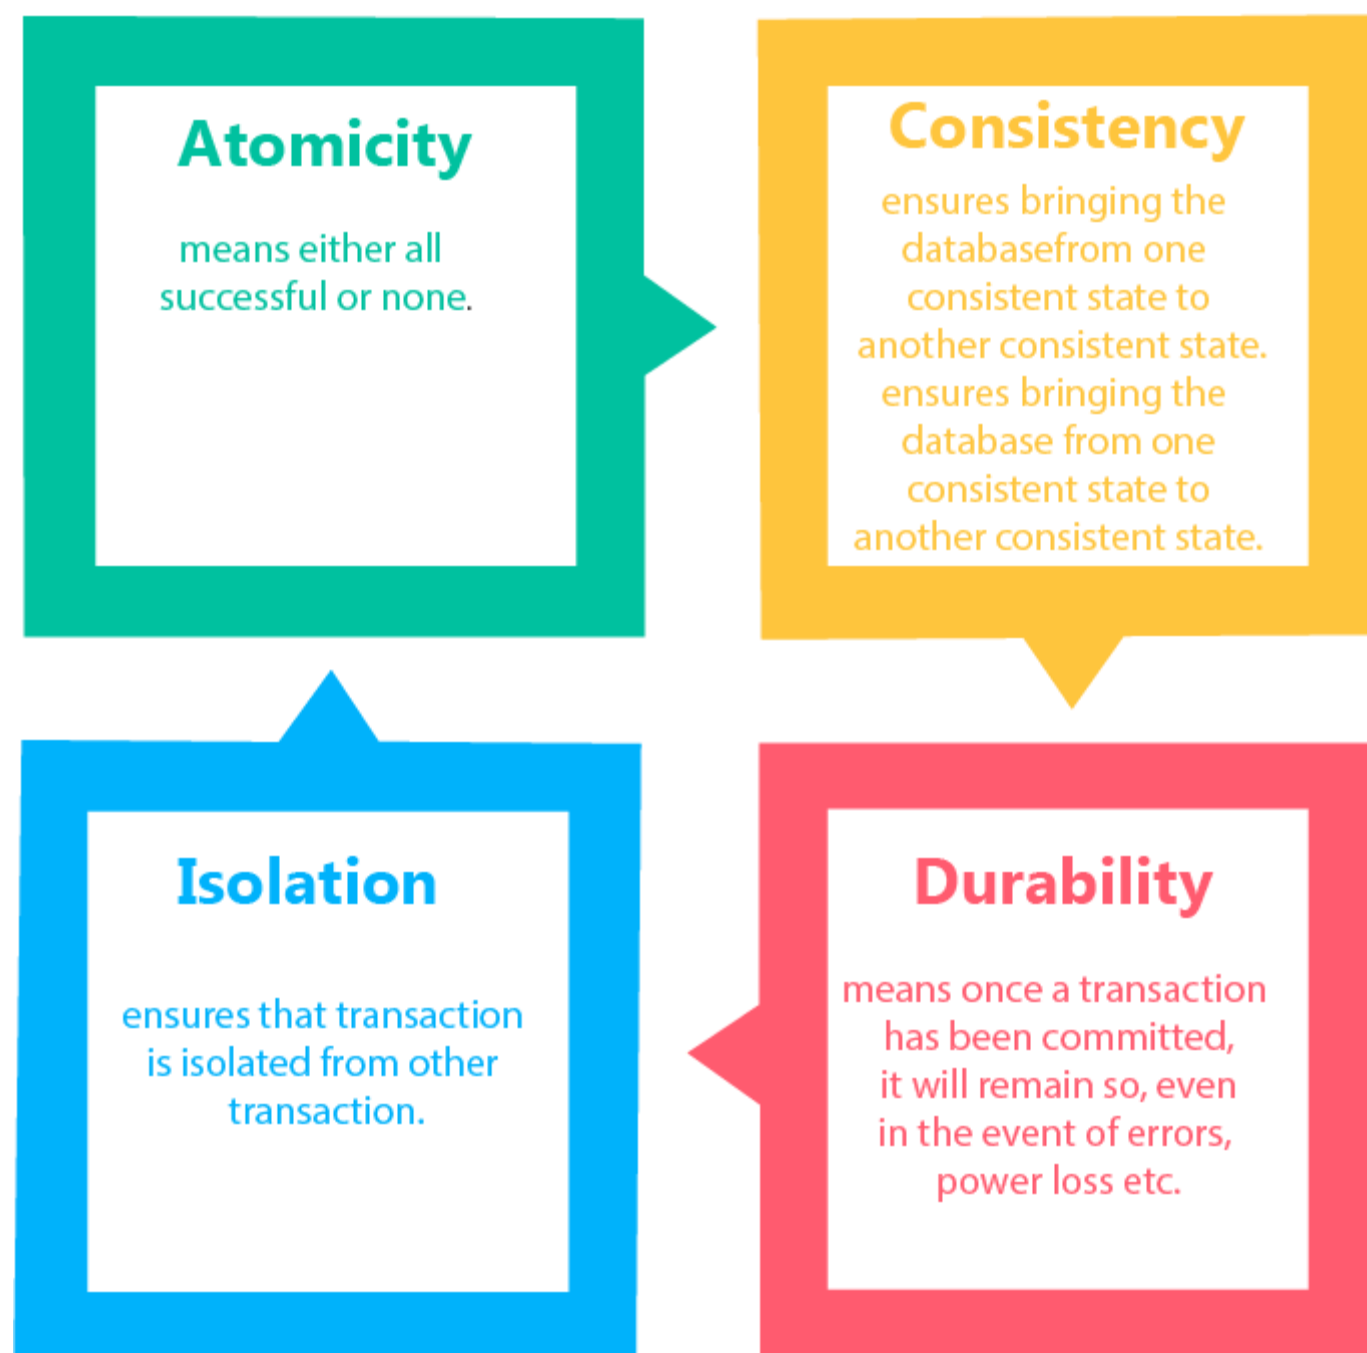 Atomicity
means either all
successful or none.
Consistency
ensures bringing the
databasefrom one
consistent state to
another consistent state.
ensures bringing the
database from one
consistent state to
another consistent state.
Isolation
ensures that transaction
is isolated from other
transaction.
Durability
means once a transaction
has been committed,
it will remain so, even
in the event of errors,
power loss etc.